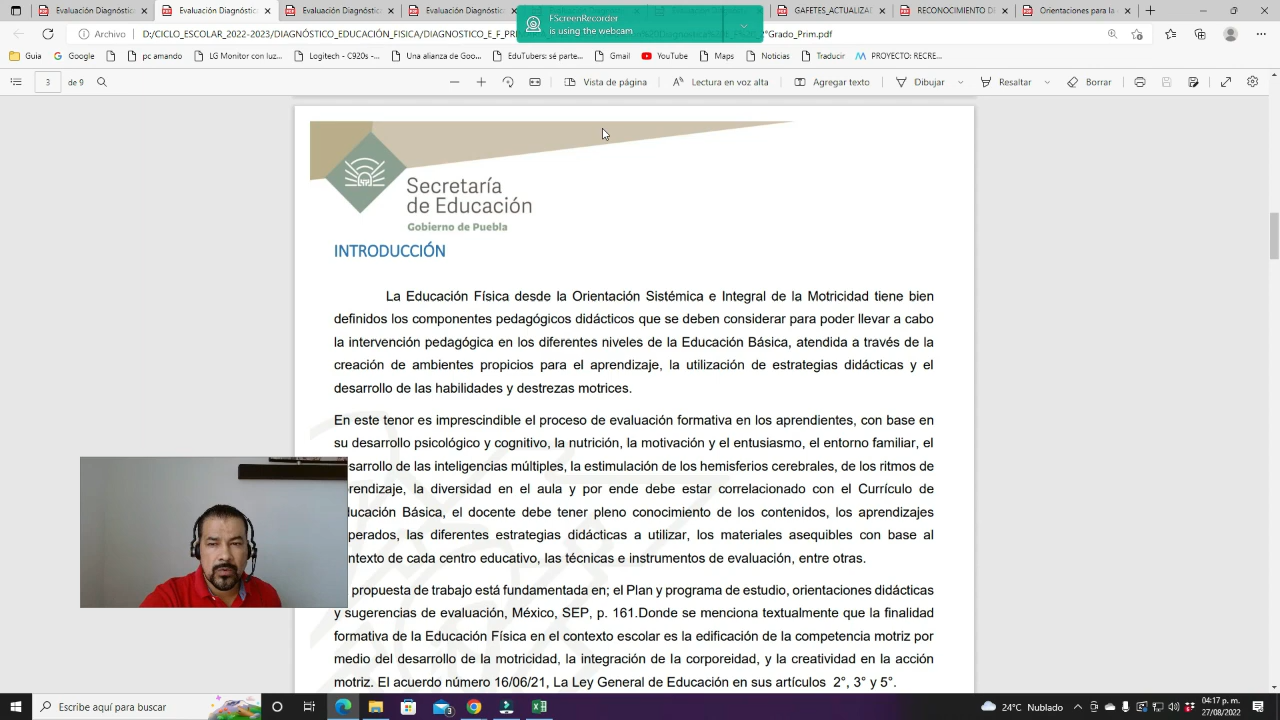 Evaluación Diagnóstic
Evaluación Diagnóstic
Evaluación Diagnóstic
Evaluación Diagnóstic
GAFETES_ACTUALIZAC
RECONOCIMIENTO DE
Orientaciones para lo
FScreenRecorder
is using the webcam
Archivo
D:/CICLO_ESCOLAR_2022-2023/DIAGNÓSTICO_EDUCACIÓN_FÍSICA/DIAGNOSTICO_E_F_PR
°Grado_Prim.pdf
Guia
Google
pc amando
Monitor con luz...
Logitech - C920s -...
Una alianza de Goo...
EduTubers: sé parte...
Gmail
YouTube
Maps
Noticias
Traducir
PROYECTO: RECRE...
3 de 9
Vista de página
Lectura en voz alta
Agregar texto
Dibujar
Resaltar
Borrar
Secretaría
de Educación
Gobierno de Puebla
INTRODUCCIÓN
La Educación Física desde la Orientación Sistémica e Integral de la Motricidad tiene bien
definidos los componentes pedagógicos didácticos que se deben considerar para poder llevar a cabo
la intervención pedagógica en los diferentes niveles de la Educación Básica, atendida a través de la
creación de ambientes propicios para el aprendizaje, la utilización de estrategias didácticas y el
desarrollo de las habilidades y destrezas motrices.
En este tenor es imprescindible el proceso de evaluación formativa en los aprendientes, con base en
su desarrollo psicológico y cognitivo, la nutrición, la motivación y el entusiasmo, el entorno familiar, el
sarrollo de las inteligencias múltiples, la estimulación de los hemisferios cerebrales, de los ritmos de
rendizaje, la diversidad en el aula y por ende debe estar correlacionado con el Currículo de
ucación Básica, el docente debe tener pleno conocimiento de los contenidos, los aprendizajes
perados, las diferentes estrategias didácticas a utilizar, los materiales asequibles con base al
ntexto de cada centro educativo, las técnicas e instrumentos de evaluación, entre otras.
propuesta de trabajo está fundamentada en; el Plan y programa de estudio, orientaciones didácticas
y sugerencias de evaluación, México, SEP, p. 161.Donde se menciona textualmente que la finalidad
formativa de la Educación Física en el contexto escolar es la edificación de la competencia motriz por
medio del desarrollo de la motricidad, la integración de la corporeidad, y la creatividad en la acción
motriz. El acuerdo número 16/06/21, La Ley General de Educación en sus artículos 2°, 3° y 5°.
Escribe aquí para buscar
24°C Nublado
04:17 p. m.
27/08/2022